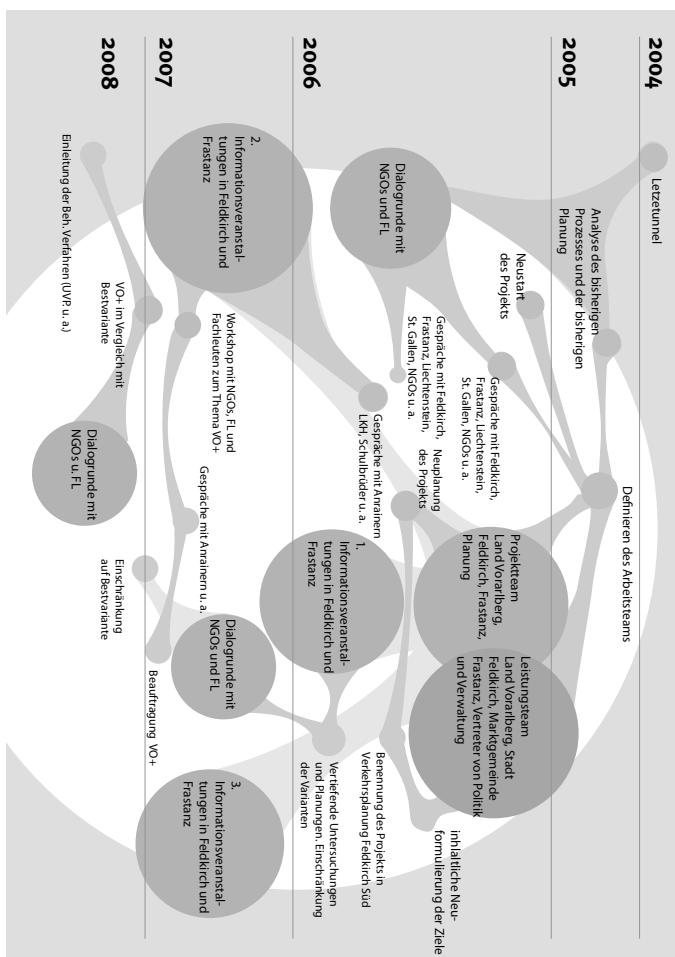 2004
Letzetunnel
2005
Analyse des bisherigen
Prozesses und der bisherigen
Planung
Definieren des Arbeitsteams
Neustart
des Projekts
Gespräche mit Feldkirch,
Frastanz, Liechtenstein,
St. Gallen, NGOs u. a.
Projektteam
Land Vorarlberg,
Feldkirch, Frastanz,
Planung
Leistungsteam
Land Vorarlberg, Stadt
Feldkirch, Marktgemeinde
Frastanz, Vertreter von Politik
und Verwaltung
inhlaltliche Neu-
formulierung der Ziele
Dialogrunde mit
NGOs und FL
Gespräche mit Feldkirch,
Frastanz, Liechtenstein,
St. Gallen, NGOs u. a.
Neuplanung
des Projekts
Benennung des Projekts in
Verkehrsplanung Feldkirch Süd
Gespräche mit Anrainern
LKH, Schulbrüder u. a.
1.
Informationsveranstal-
tungen in Feldkirch und
Frastanz
Vertiefende Untersuchungen
und Planungen. Einschränkung
der Varianten
2006
2.
Informationsveranstal-
tungen in Feldkirch und
Frastanz
Workshop mit NGOs, FL und
Fachleuten zum Thema VO+
Gespräche mit Anrainern u. a.
Dialogrunde mit
NGOs und FL
3.
Informationsveranstal-
tungen in Feldkirch und
Frastanz
Beauftragung VO+
2007
VO+ im Vergleich mit
Bestvariante
Einschränkung
auf Bestvariante
2008
Dialogrunde mit
NGOs u. FL
Einleitung der Beh. Verfahren (UVP u. a.)